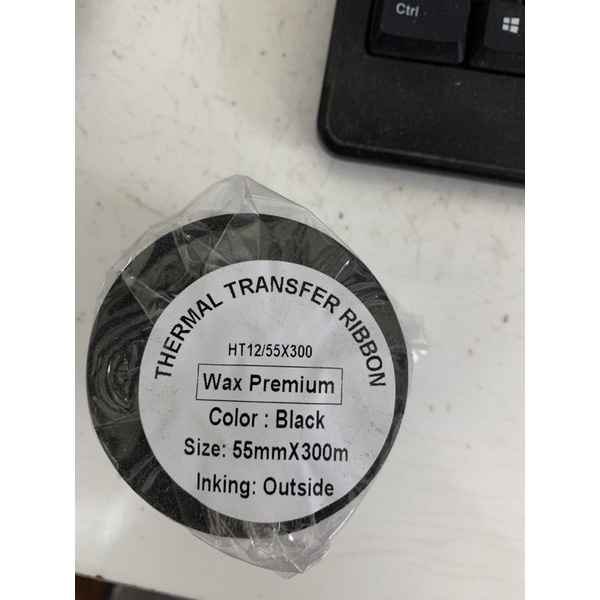 Ctrl
THERMAL TRANSFER RIBBON
HT12/55X300
Wax Premium
Color : Black
Size: 55mmX300m
Inking: Outside